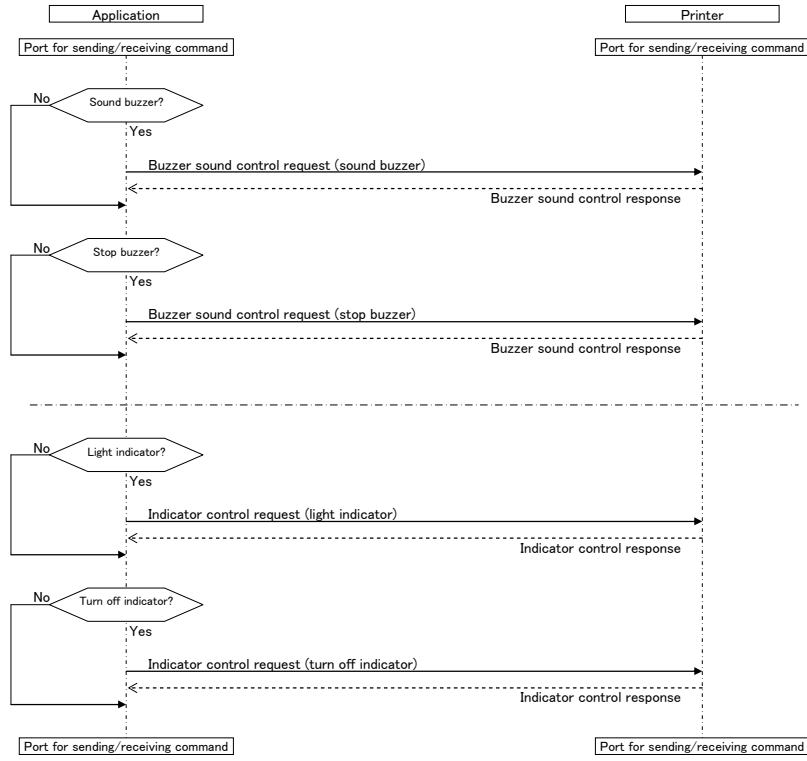 Application
Printer
Port for sending/receiving command
Port for sending/receiving command
No
Sound buzzer?
Yes
Buzzer sound control request (sound buzzer)
Buzzer sound control response
No
Stop buzzer?
Yes
Buzzer sound control request (stop buzzer)
Buzzer sound control response
No
Light indicator?
Yes
Indicator control request (light indicator)
Indicator control response
No
Turn off indicator?
Yes
Indicator control request (turn off indicator)
Indicator control response
Port for sending/receiving command
Port for sending/receiving command